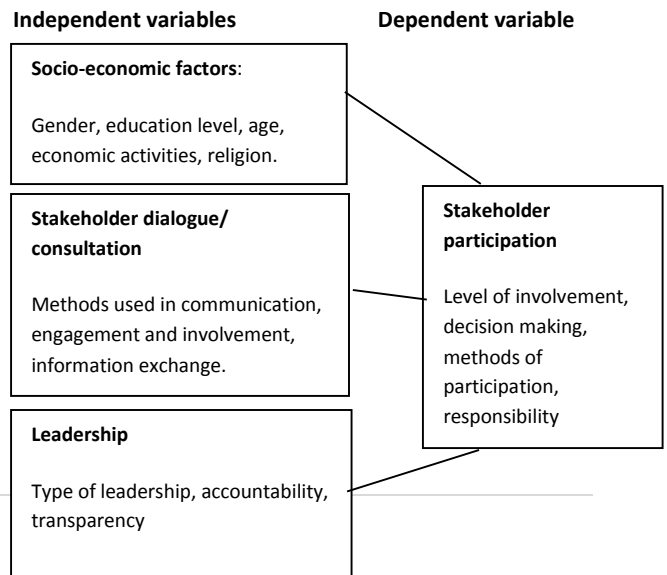 Independent variables
Dependent variable
Socio-economic factors:
Gender, education level, age,
economic activities, religion.
Stakeholder dialogue/
consultation
Methods used in communication,
engagement and involvement,
information exchange.
Leadership
Type of leadership, accountability,
transparency
Stakeholder
participation
Level of involvement,
decision making,
methods of
participation,
responsibility